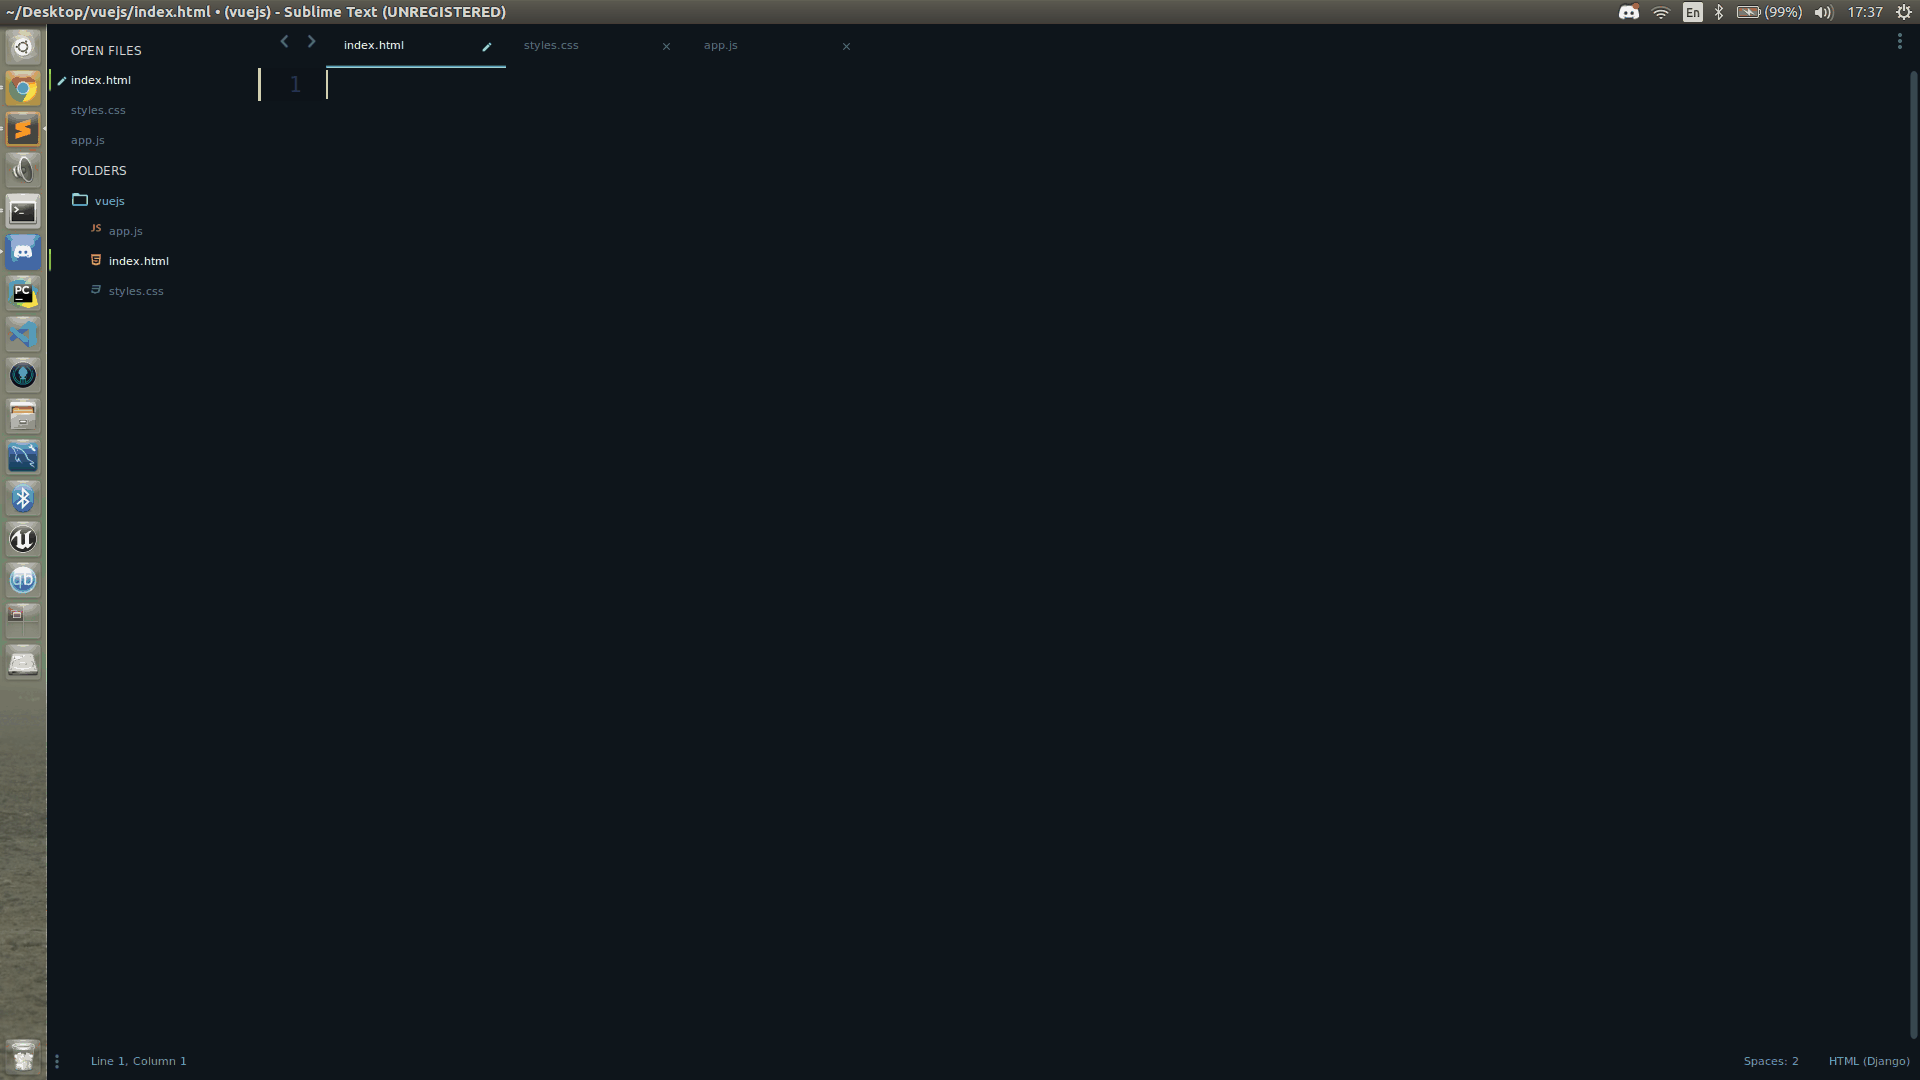 ~/Desktop/vuejs/index.html • (vuejs) - Sublime Text (UNREGISTERED)
En
(99%)
17:37
OPEN FILES
index.html
styles.css
app.js
FOLDERS
vuejs
JS app.js
index.html
styles.css
index.html
styles.css
app.js
1
PC
qb
Line 1, Column 1
Spaces: 2
HTML (Django)